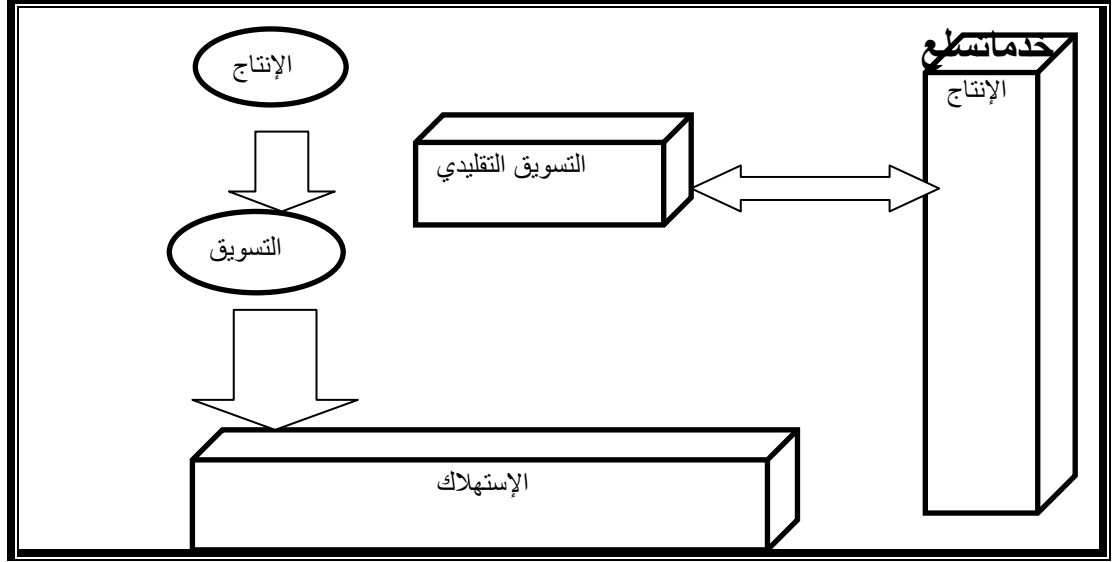 خدماتسلع
الإنتاج
الإنتاج
التسويق التقليدي
التسويق
الإستهلاك